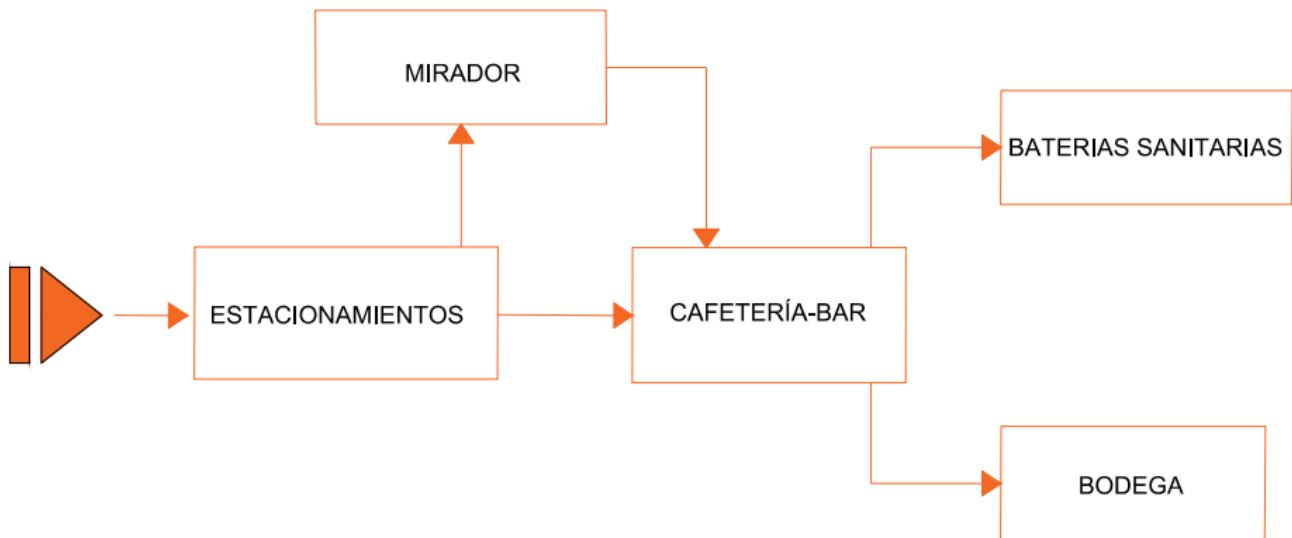 MIRADOR
BATERIAS SANITARIAS
ESTACIONAMIENTOS
CAFETERÍA-BAR
BODEGA